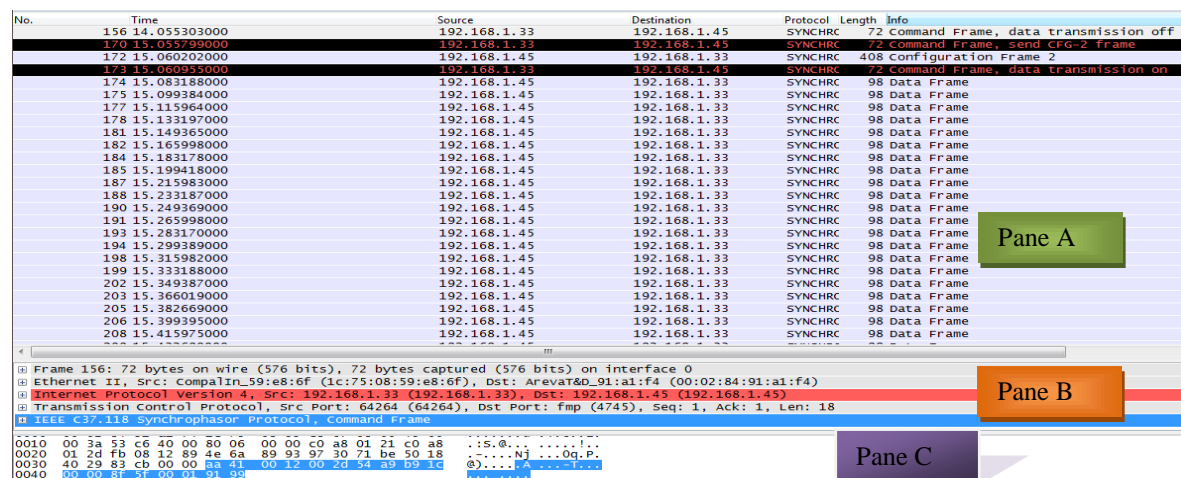 No. Time Source Destination Protocol Length Info
156 14.055303000 192.168.1.33 192.168.1.45 SYNCHRC 72 Command Frame, data transmission off
170 15.055799000 192.168.1.33 192.168.1.45 SYNCHRC 72 Command Frame, send CFG-2 frame
172 15.060202000 192.168.1.45 192.168.1.33 SYNCHRC 408 Configuration Frame 2
173 15.060955000 192.168.1.33 192.168.1.45 SYNCHRC 72 Command Frame, data transmission on
174 15.083188000 192.168.1.45 192.168.1.33 SYNCHRC 98 Data Frame
175 15.099384000 192.168.1.45 192.168.1.33 SYNCHRC 98 Data Frame
177 15.115964000 192.168.1.45 192.168.1.33 SYNCHRC 98 Data Frame
178 15.133197000 192.168.1.45 192.168.1.33 SYNCHRC 98 Data Frame
181 15.149365000 192.168.1.45 192.168.1.33 SYNCHRC 98 Data Frame
182 15.165998000 192.168.1.45 192.168.1.33 SYNCHRC 98 Data Frame
184 15.183178000 192.168.1.45 192.168.1.33 SYNCHRC 98 Data Frame
185 15.199418000 192.168.1.45 192.168.1.33 SYNCHRC 98 Data Frame
187 15.215983000 192.168.1.45 192.168.1.33 SYNCHRC 98 Data Frame
188 15.233187000 192.168.1.45 192.168.1.33 SYNCHRC 98 Data Frame
190 15.249369000 192.168.1.45 192.168.1.33 SYNCHRC 98 Data Frame
191 15.265998000 192.168.1.45 192.168.1.33 SYNCHRC 98 Data Frame
193 15.283170000 192.168.1.45 192.168.1.33 SYNCHRC 98 Data Frame
194 15.299389000 192.168.1.45 192.168.1.33 SYNCHRC 98 Data Frame
198 15.315982000 192.168.1.45 192.168.1.33 SYNCHRC 98 Data Frame
199 15.333188000 192.168.1.45 192.168.1.33 SYNCHRC 98 Data Frame
202 15.349387000 192.168.1.45 192.168.1.33 SYNCHRC 98 Data Frame
203 15.366019000 192.168.1.45 192.168.1.33 SYNCHRC 98 Data Frame
205 15.382669000 192.168.1.45 192.168.1.33 SYNCHRC 98 Data Frame
206 15.399395000 192.168.1.45 192.168.1.33 SYNCHRC 98 Data Frame
208 15.415975000 192.168.1.45 192.168.1.33 SYNCHRC 98 Data Frame
Pane A
Frame 156: 72 bytes on wire (576 bits), 72 bytes captured (576 bits) on interface 0
Ethernet II, Src: CompalIn_59:e8:6f (1c:75:08:59:e8:6f), Dst: ArevaT&D_91:a1:f4 (00:02:84:91:a1:f4)
Internet Protocol Version 4, Src: 192.168.1.33 (192.168.1.33), Dst: 192.168.1.45 (192.168.1.45)
Transmission Control Protocol, Src Port: 64264 (64264), Dst Port: fmp (4745), Seq: 1, Ack: 1, Len: 18
IEEE C37.118 Synchrophasor Protocol, Command Frame
Pane B
0010 00 3a 53 c6 40 00 80 06 00 00 c0 a8 01 21 c0 a8 .:S.@... .....!..
0020 01 2d fb 08 12 89 4e 6a 89 93 97 30 71 be 50 18 .-....Nj ...0q.P.
0030 40 29 83 cb 00 00 aa 41 00 12 00 2d 54 a9 b9 1c @).....A ...-T...
0040 00 00 8f 5f 00 01 91 99 ..._....
Pane C